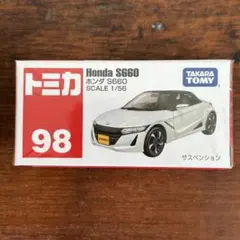 トミカ
98
Honda S660
ホンダ S660
SCALE 1/56
TAKARA
TOMY
サスペンション